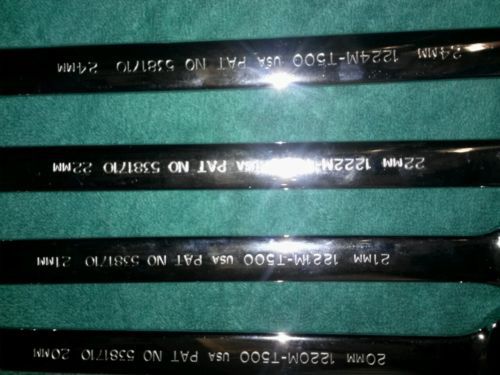 20MM 1220M-T500 USA PAT NO 5381710 20MM
21MM 1221M-T500 USA PAT NO 5381710 21MM
22MM 1222M- USA PAT NO 5381710 22MM
24MM 1224M-T500 USA PAT NO 5381710 24MM